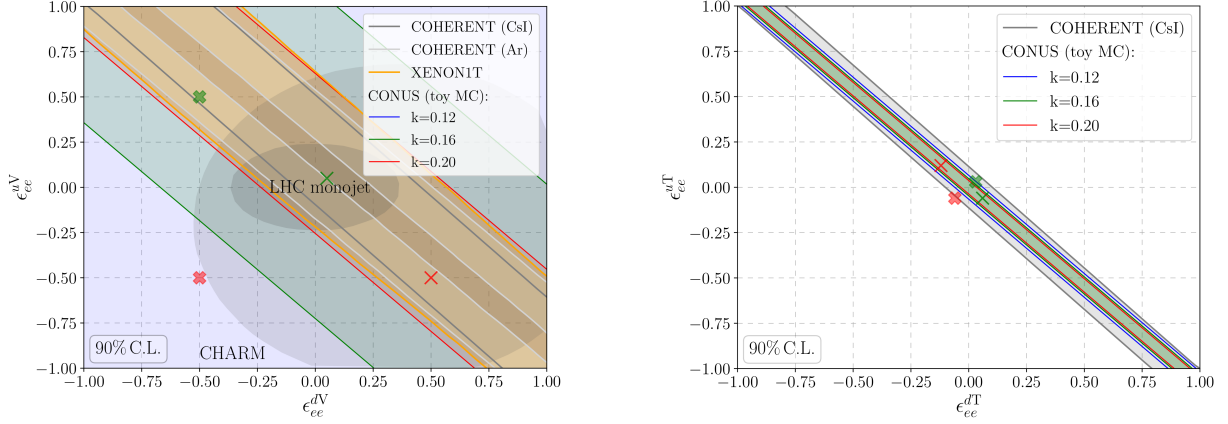 1.00
0.75
0.50
0.25
0.00
−0.25
−0.50
−0.75
−1.00
ϵ_ee^uV
COHERENT (CsI)
COHERENT (Ar)
XENON1T
CONUS (toy MC):
k=0.12
k=0.16
k=0.20
LHC monojet
CHARM
90% C.L.
−1.00 −0.75 −0.50 −0.25 0.00 0.25 0.50 0.75 1.00
ϵ_ee^dV
1.00
0.75
0.50
0.25
0.00
−0.25
−0.50
−0.75
−1.00
ϵ_ee^uT
COHERENT (CsI)
CONUS (toy MC):
k=0.12
k=0.16
k=0.20
90% C.L.
−1.00 −0.75 −0.50 −0.25 0.00 0.25 0.50 0.75 1.00
ϵ_ee^dT